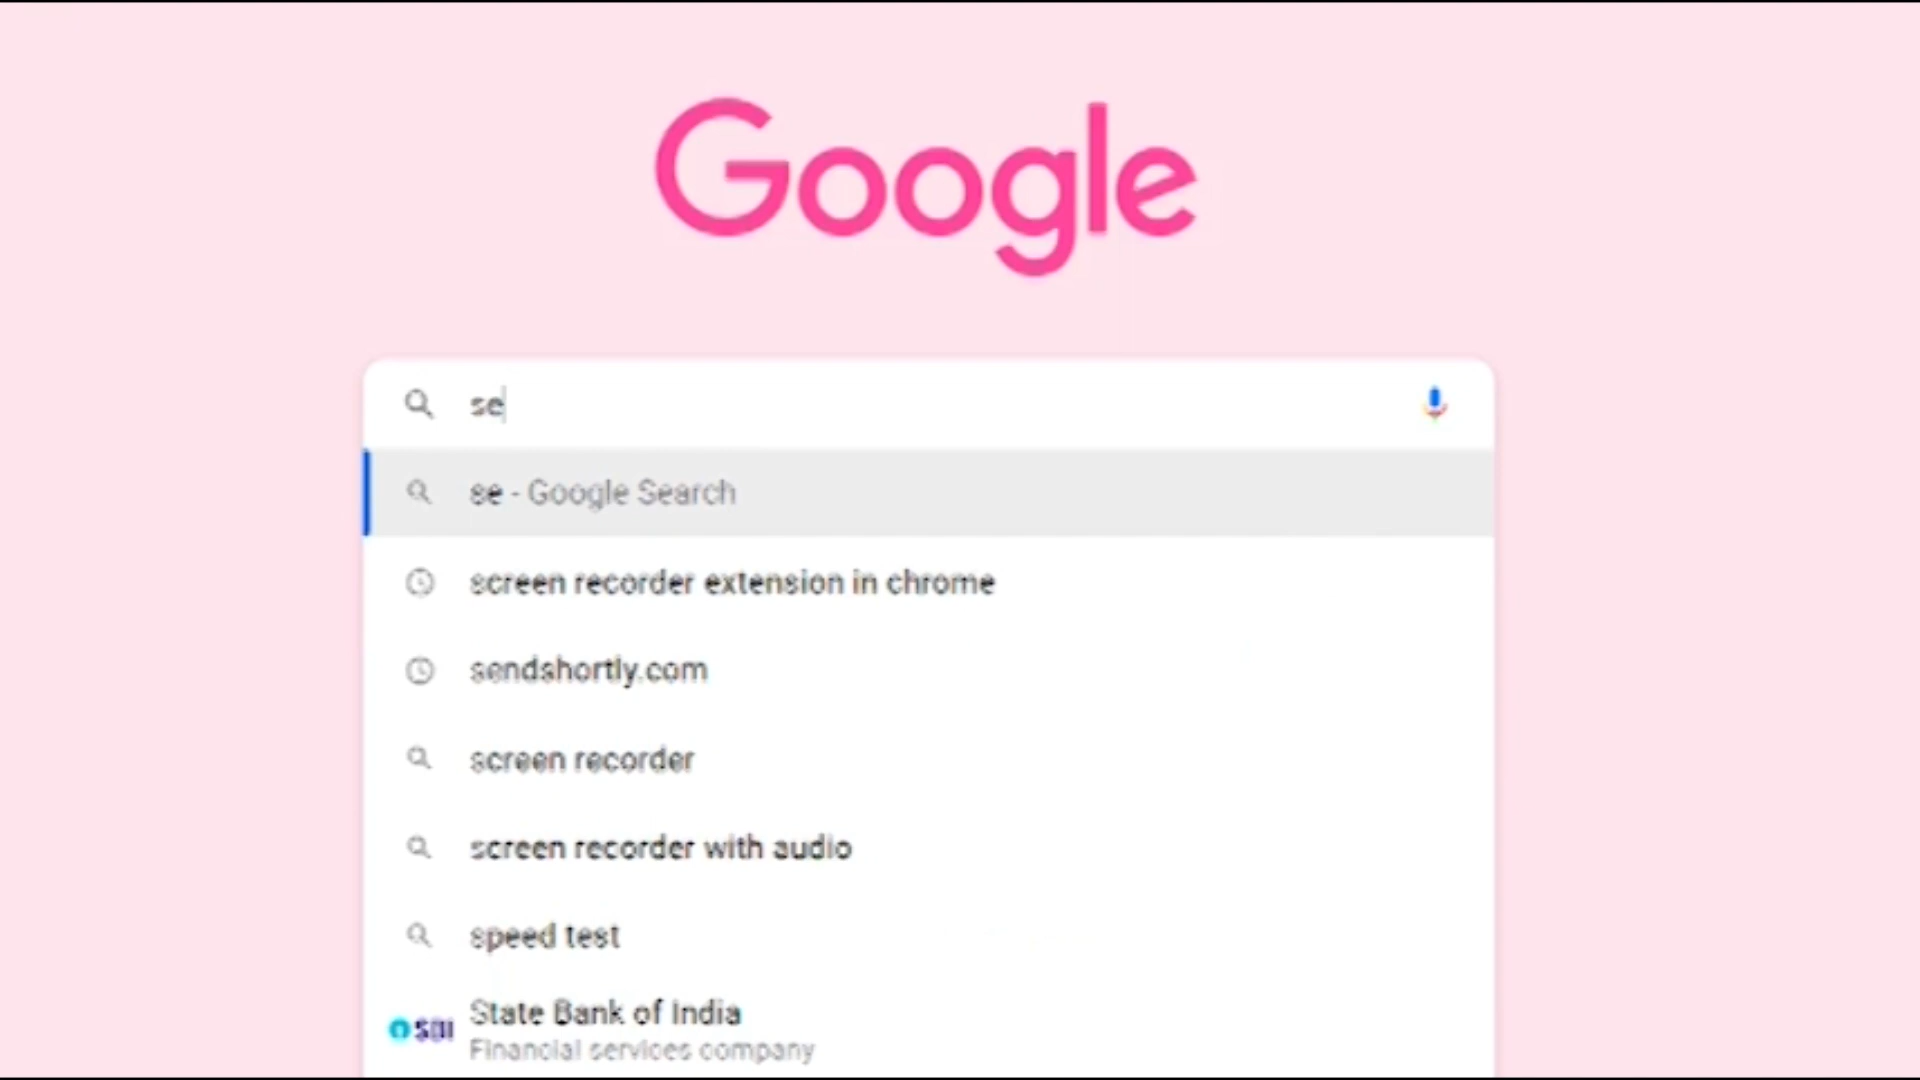 Google
se
se - Google Search
screen recorder extension in chrome
sendshortly.com
screen recorder
screen recorder with audio
speed test
SBI
State Bank of India
Financial services company